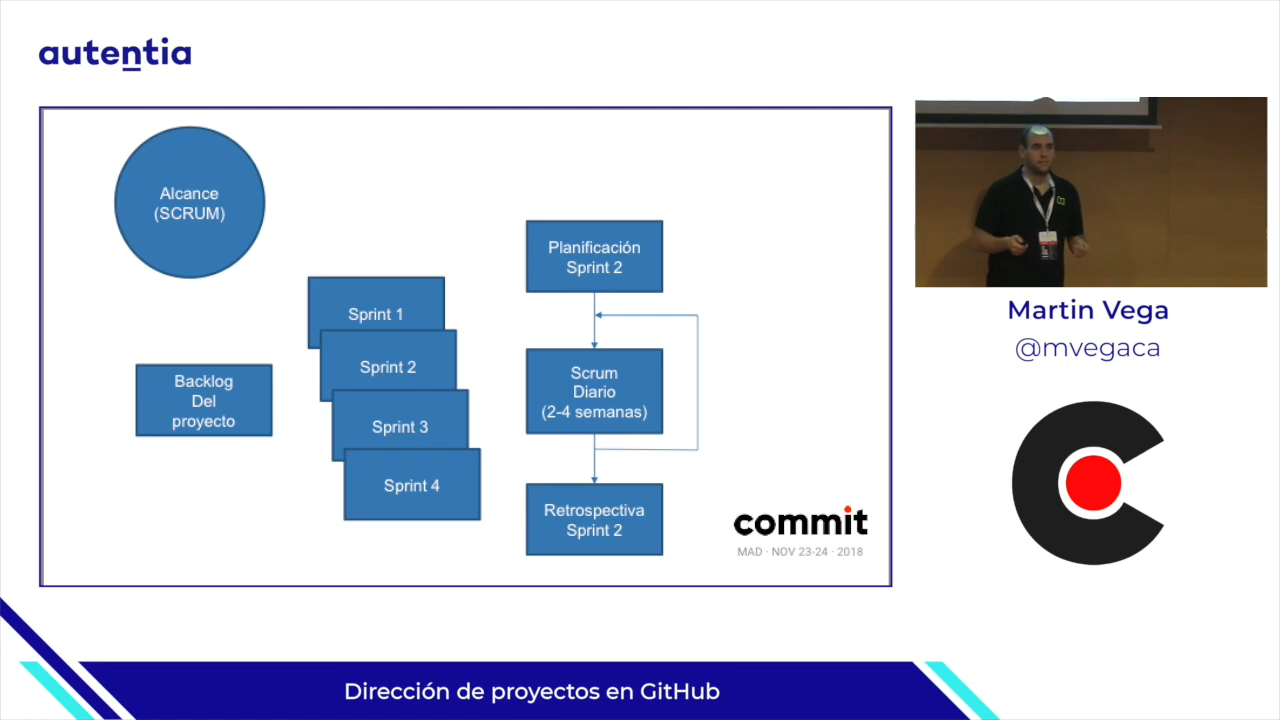 autentia
Alcance
(SCRUM)
Backlog
Del
proyecto
Sprint 1
Sprint 2
Sprint 3
Sprint 4
Planificación
Sprint 2
Scrum
Diario
(2-4 semanas)
Retrospectiva
Sprint 2
commit
MAD · NOV 23-24 · 2018
Martin Vega
@mvegaca
Dirección de proyectos en GitHub